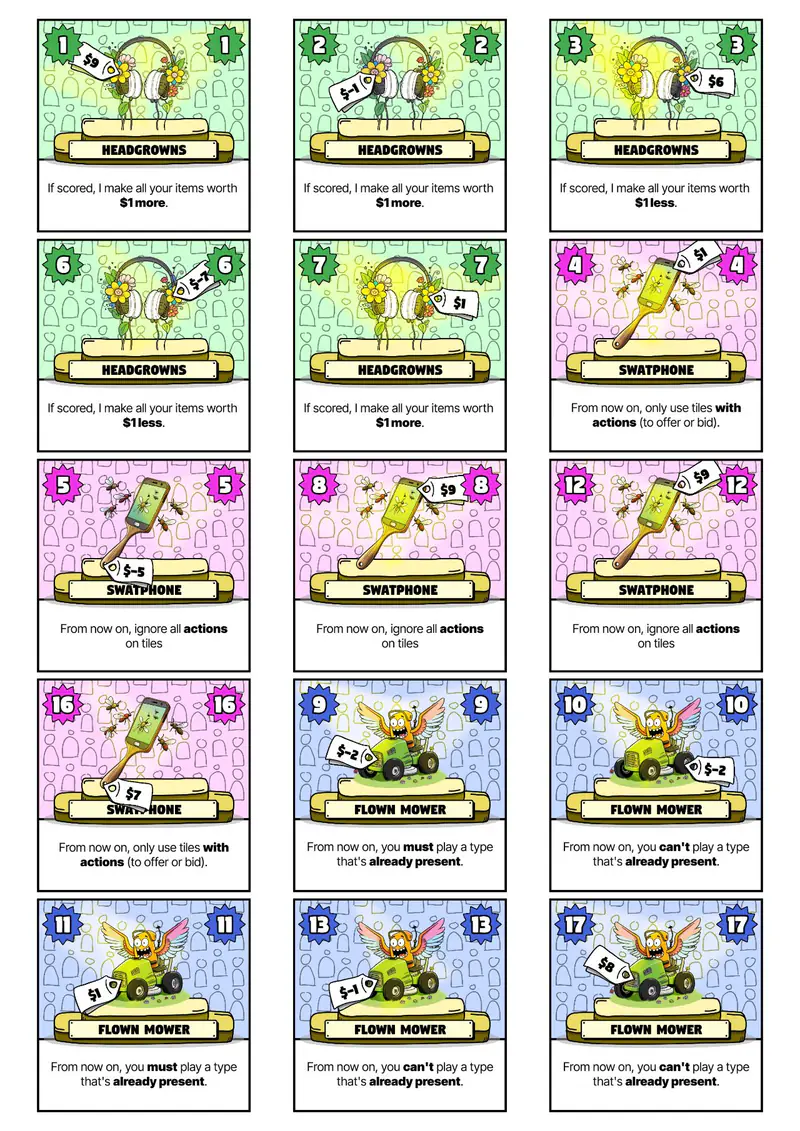 1
$9
1
HEADGROWNS
If scored, I make all your items worth
$1 more.
2
$-1
2
HEADGROWNS
If scored, I make all your items worth
$1 more.
3
$6
3
HEADGROWNS
If scored, I make all your items worth
$1 less.
6
$-7
6
HEADGROWNS
If scored, I make all your items worth
$1 less.
7
$1
7
HEADGROWNS
If scored, I make all your items worth
$1 more.
4
$1
4
SWATPHONE
From now on, only use tiles with
actions (to offer or bid).
5
5
$-5
SWATPHONE
From now on, ignore all actions
on tiles
8
$9
8
SWATPHONE
From now on, ignore all actions
on tiles
12
$9
12
SWATPHONE
From now on, ignore all actions
on tiles
16
16
$7
SWATPHONE
From now on, only use tiles with
actions (to offer or bid).
9
9
$-2
FLOWN MOWER
From now on, you must play a type
that's already present.
10
10
$-2
FLOWN MOWER
From now on, you can't play a type
that's already present.
11
11
$1
FLOWN MOWER
From now on, you must play a type
that's already present.
13
13
$-1
FLOWN MOWER
From now on, you can't play a type
that's already present.
17
17
$8
FLOWN MOWER
From now on, you can't play a type
that's already present.